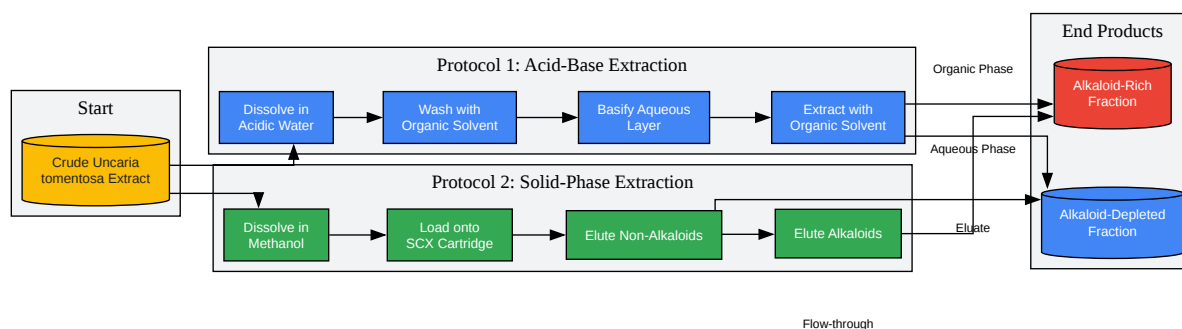 Start
Crude Uncaria
tomentosa Extract
Protocol 1: Acid-Base Extraction
Dissolve in
Acidic Water
Wash with
Organic Solvent
Basify Aqueous
Layer
Extract with
Organic Solvent
Protocol 2: Solid-Phase Extraction
Dissolve in
Methanol
Load onto
SCX Cartridge
Elute Non-Alkaloids
Elute Alkaloids
Organic Phase
Aqueous Phase
Eluate
Flow-through
End Products
Alkaloid-Rich
Fraction
Alkaloid-Depleted
Fraction